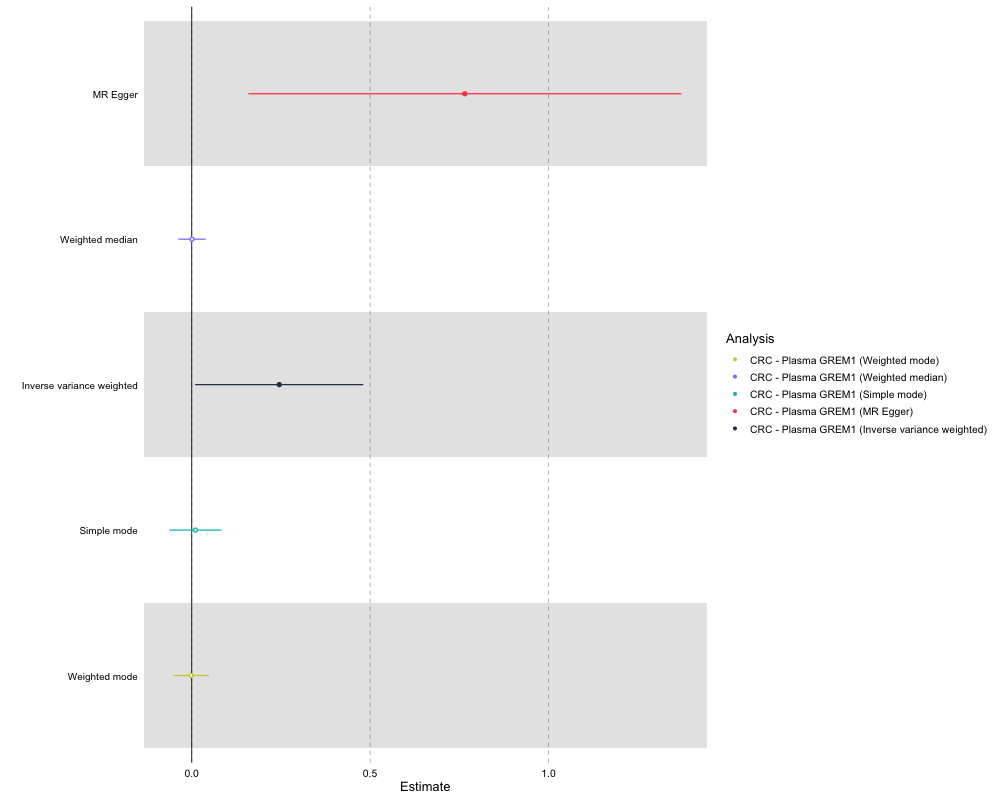 MR Egger
Weighted median
Inverse variance weighted
Simple mode
Weighted mode
0.0 0.5 1.0
Estimate
Analysis
CRC - Plasma GREM1 (Weighted mode)
CRC - Plasma GREM1 (Weighted median)
CRC - Plasma GREM1 (Simple mode)
CRC - Plasma GREM1 (MR Egger)
CRC - Plasma GREM1 (Inverse variance weighted)